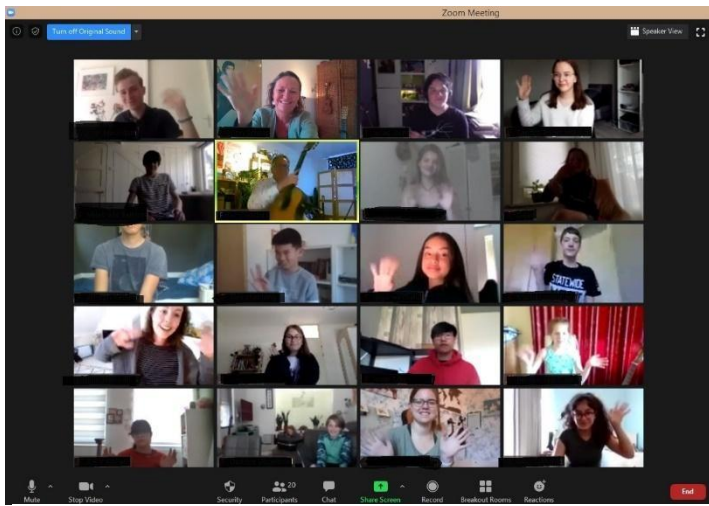 Zoom Meeting
Turn off Original Sound
Speaker View
STATEWIDE
20
Mute
Stop Video
Security
Participants
Chat
Share Screen
Record
Breakout Rooms
Reactions
End